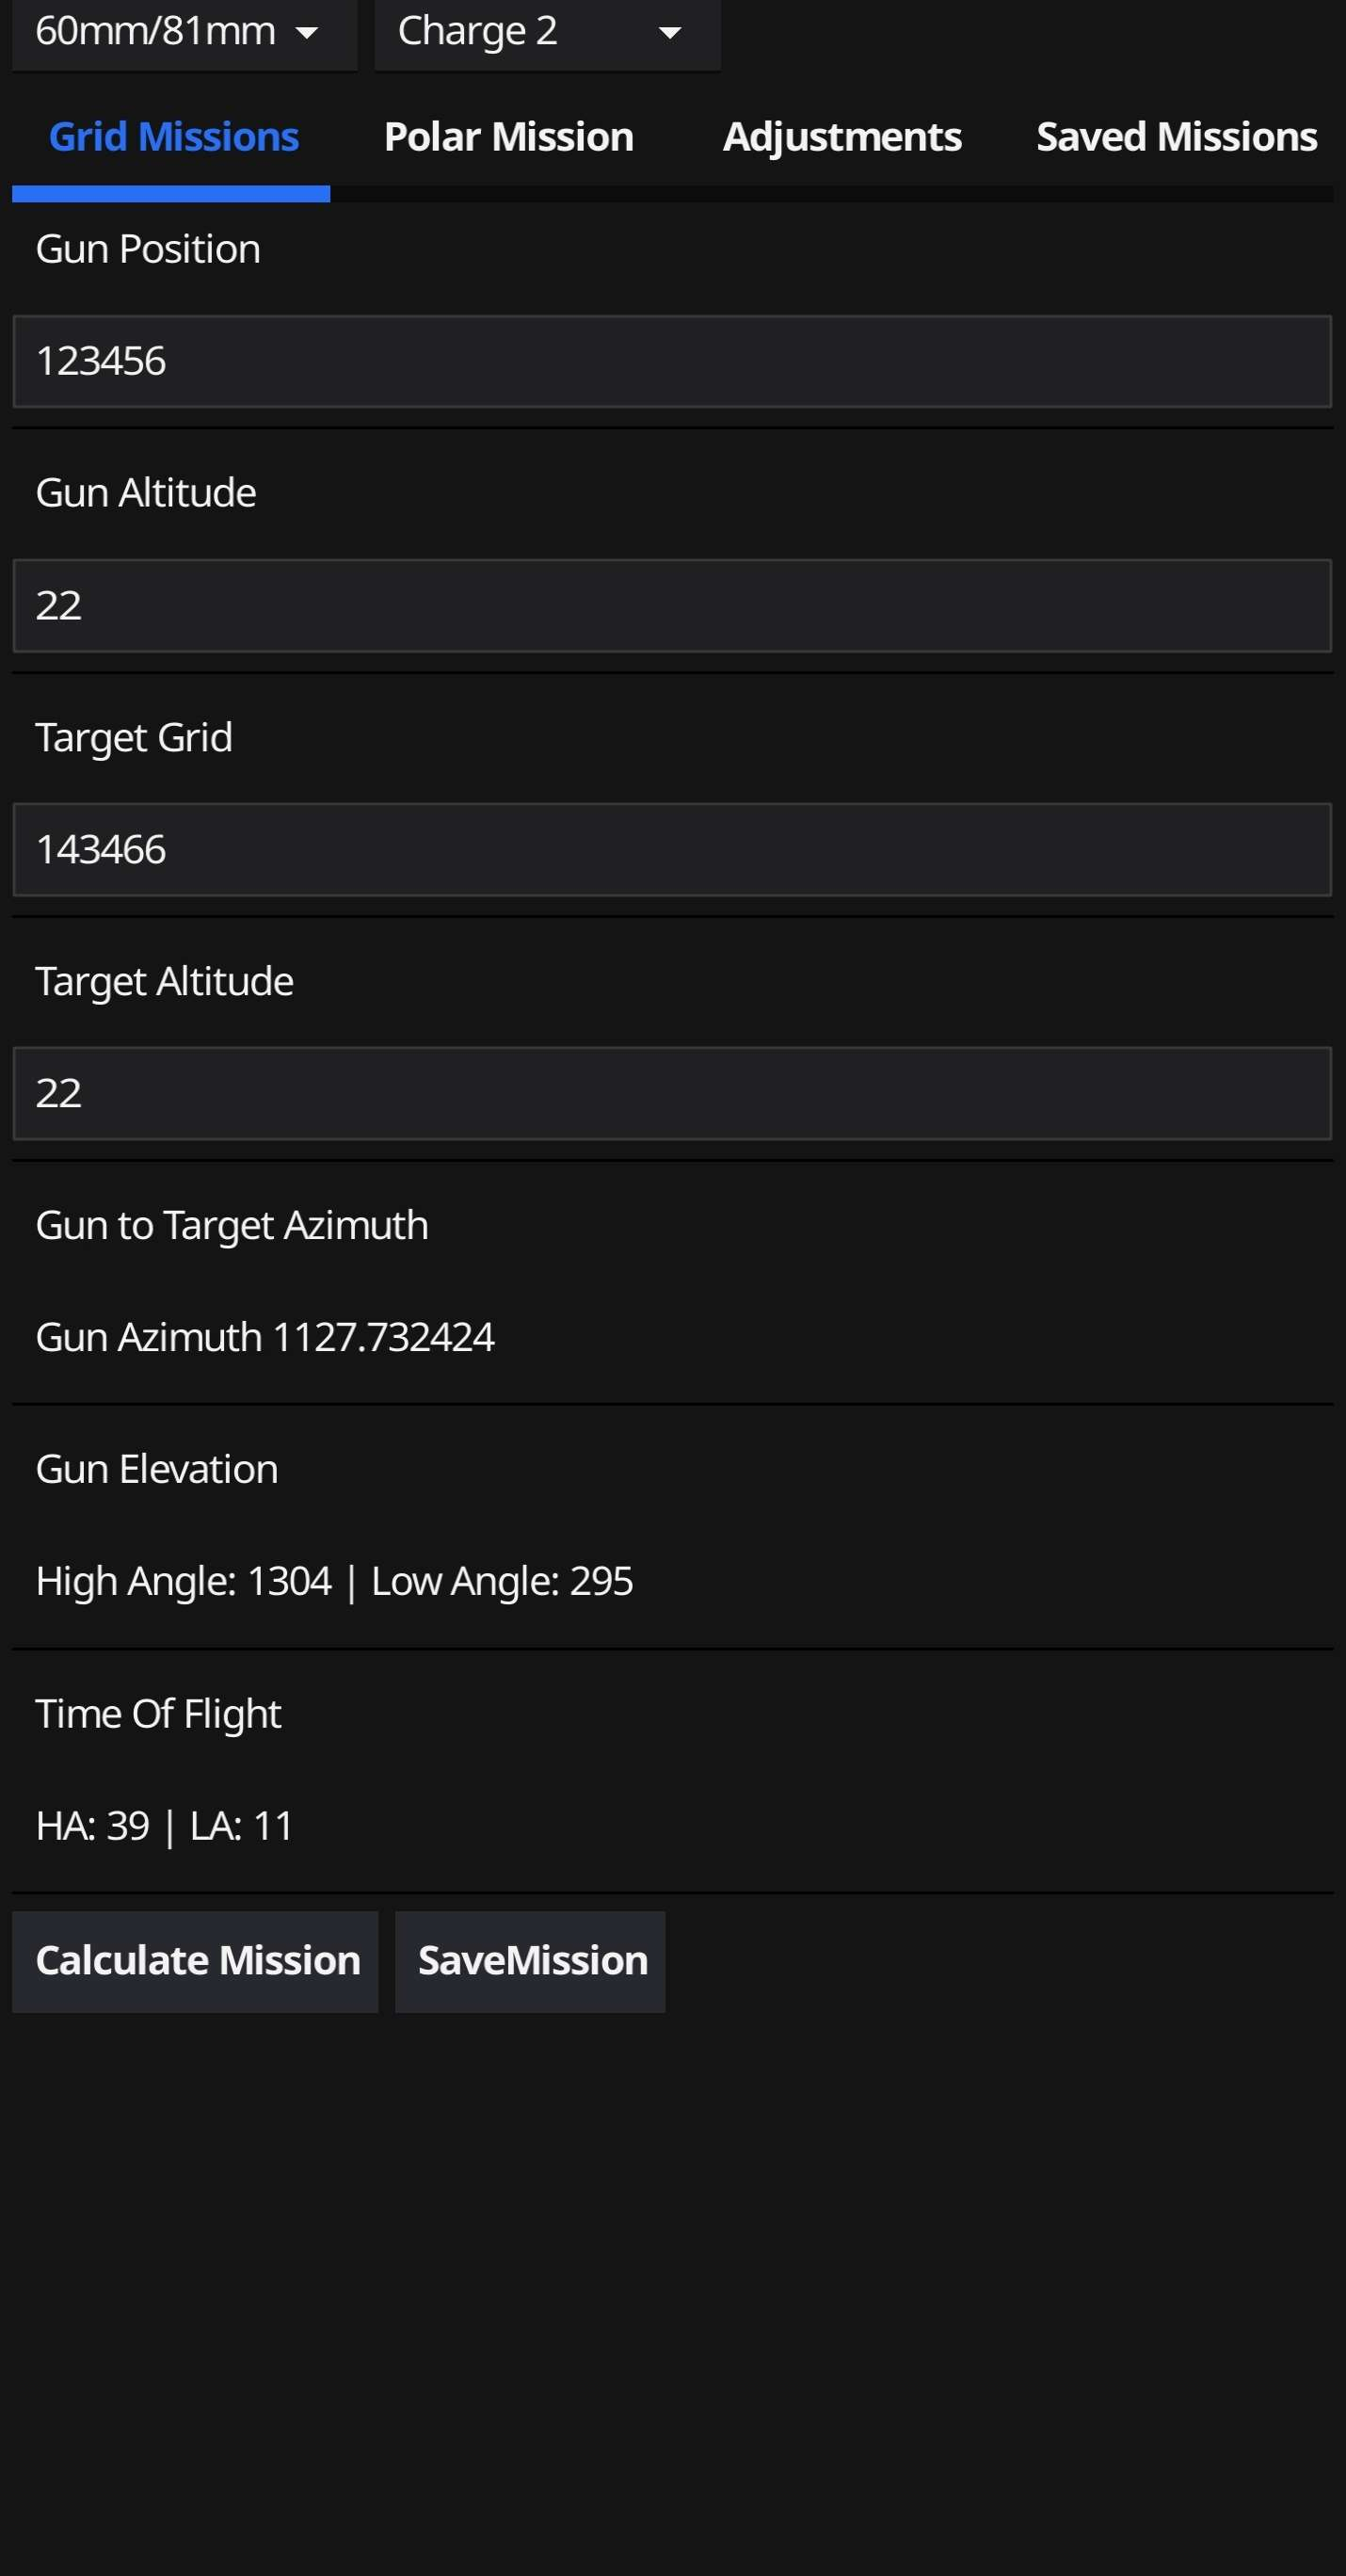 60mm/81mm Charge 2
Grid Missions Polar Mission Adjustments Saved Missions
Gun Position
123456
Gun Altitude
22
Target Grid
143466
Target Altitude
22
Gun to Target Azimuth
Gun Azimuth 1127.732424
Gun Elevation
High Angle: 1304 | Low Angle: 295
Time Of Flight
HA: 39 | LA: 11
Calculate Mission SaveMission